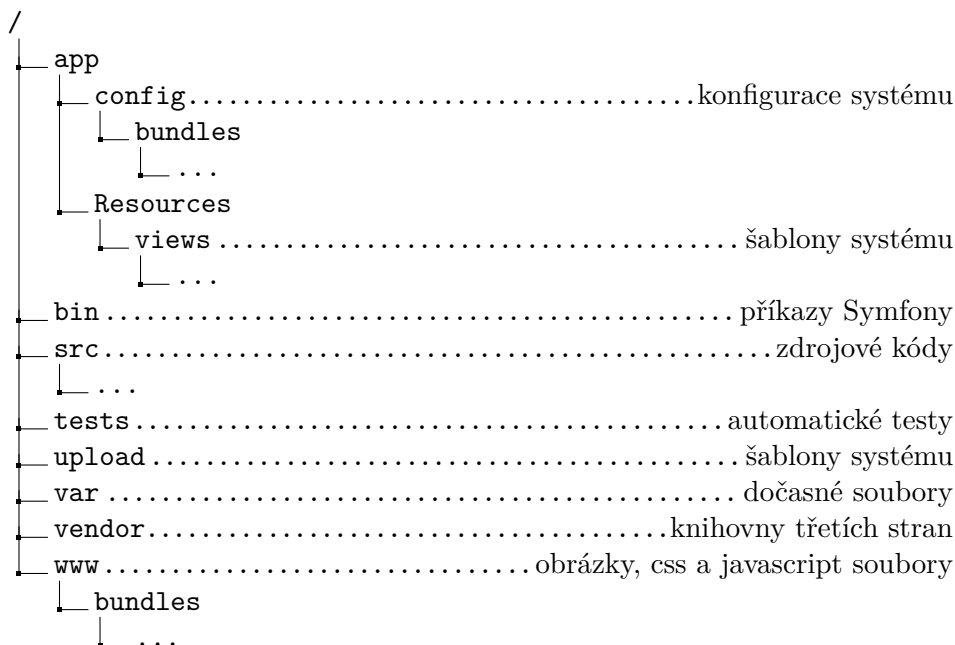 /
app
config.....................................konfigurace systému
bundles
...
Resources
views.......................................šablony systému
...
bin...............................................příkazy Symfony
src..................................................zdrojové kódy
...
tests............................................automatické testy
upload............................................šablony systému
var...............................................dočasné soubory
vendor.......................................knihovny třetích stran
www................................obrázky, css a javascript soubory
bundles
...